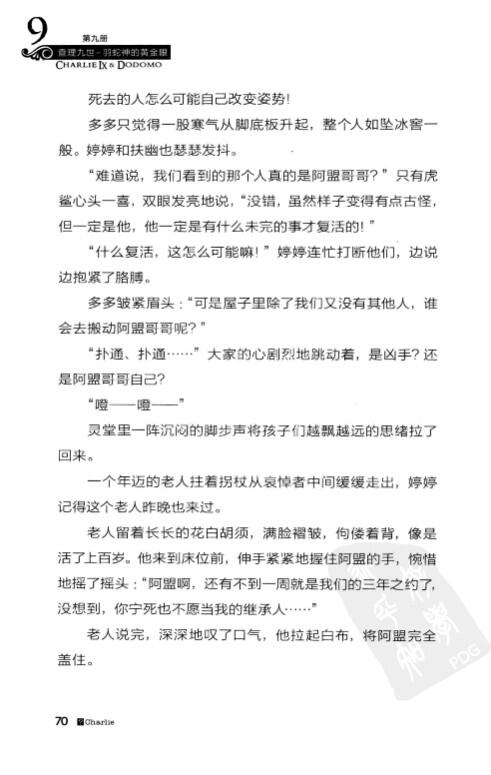 9
第九册
查理九世-羽蛇神的黄金眼
CHARLIE IX & DODOMO
死去的人怎么可能自己改变姿势！
多多只觉得一股寒气从脚底板升起，整个人如坠冰窖一
般。婷婷和扶幽也瑟瑟发抖。
“难道说，我们看到的那个人真的是阿盟哥哥？”只有虎
鲨心头一喜，双眼发亮地说，“没错，虽然样子变得有点古怪，
但一定是他，他一定是有什么未完的事才复活的！”
“什么复活，这怎么可能嘛！”婷婷连忙打断他们，边说
边抱紧了胳膊。
多多皱紧眉头：“可是屋子里除了我们又没有其他人，谁
会去搬动阿盟哥哥呢？”
“扑通、扑通……”大家的心剧烈地跳动着，是凶手？还
是阿盟哥哥自己？
“噔——噔——”
灵堂里一阵沉闷的脚步声将孩子们越飘越远的思绪拉了
回来。
一个年迈的老人拄着拐杖从哀悼者中间缓缓走出，婷婷
记得这个老人昨晚也来过。
老人留着长长的花白胡须，满脸褶皱，佝偻着背，像是
活了上百岁。他来到床位前，伸手紧紧地握住阿盟的手，惋惜
地摇了摇头：“阿盟啊，还有不到一周就是我们的三年之约了，
没想到，你宁死也不愿当我的继承人……”
老人说完，深深地叹了口气，他拉起白布，将阿盟完全
盖住。
PDG
70 Charlie